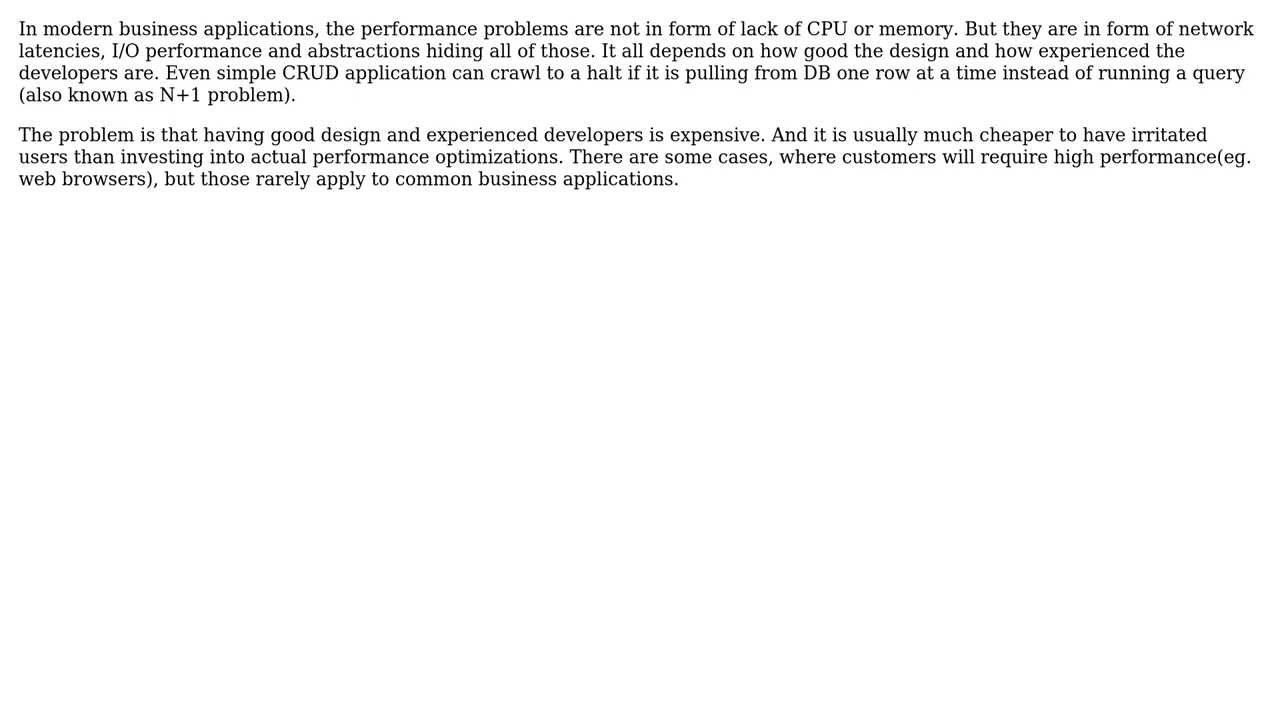 In modern business applications, the performance problems are not in form of lack of CPU or memory. But they are in form of network
latencies, I/O performance and abstractions hiding all of those. It all depends on how good the design and how experienced the
developers are. Even simple CRUD application can crawl to a halt if it is pulling from DB one row at a time instead of running a query
(also known as N+1 problem).
The problem is that having good design and experienced developers is expensive. And it is usually much cheaper to have irritated
users than investing into actual performance optimizations. There are some cases, where customers will require high performance(eg.
web browsers), but those rarely apply to common business applications.